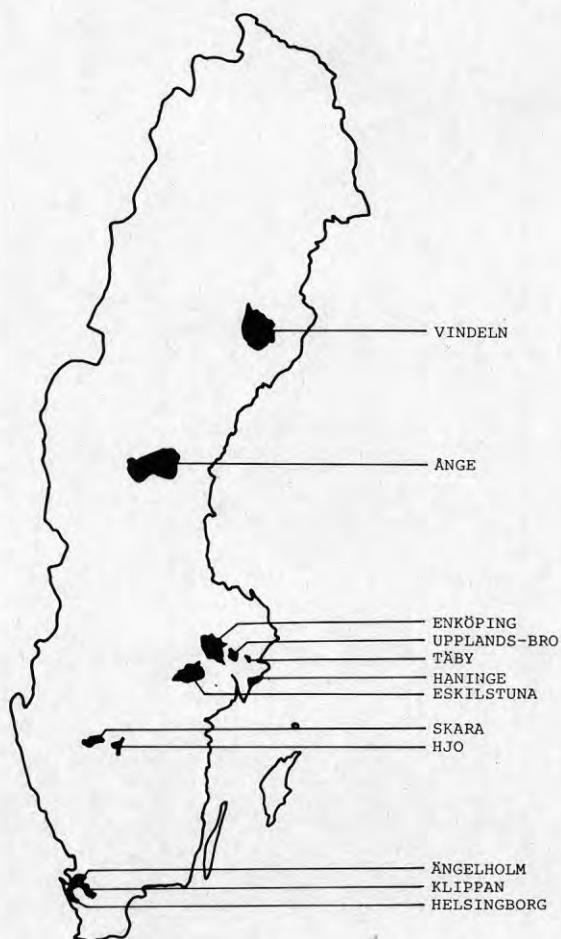 VINDELN
ÅNGE
ENKÖPING
UPPLANDS-BRO
TÄBY
HANINGE
ESKILSTUNA
SKARA
HJO
ÄNGELHOLM
KLIPPAN
HELSINGBORG